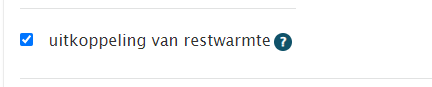 uitkoppeling van restwarmte ?